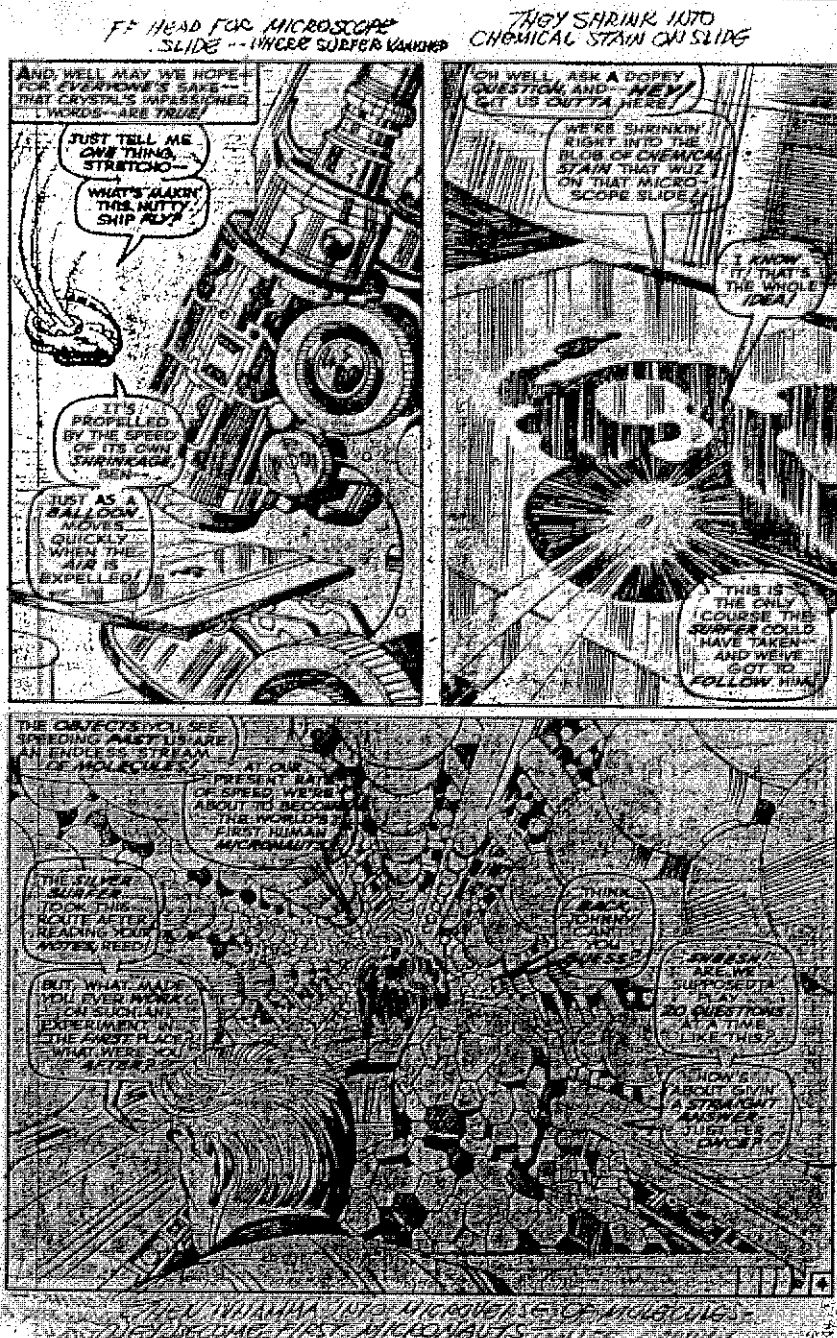 FF HEAD FOR MICROSCOPE
SLIDE -- WHERE SURFER VANISHED
THEY SHRINK INTO
CHEMICAL STAIN ON SLIDE
AND, WELL MAY WE HOPE--
FOR EVERYONE'S SAKE--
THAT CRYSTAL'S IMPASSIONED
WORDS--ARE TRUE!
JUST TELL ME
ONE THING,
STRETCHO--
WHAT'S MAKIN'
THIS NUTTY
SHIP FLY?
IT'S
PROPELLED
BY THE SPEED
OF ITS OWN
SHRINKAGE,
BEN--
JUST AS A
BALLOON
MOVES
QUICKLY
WHEN THE
AIR IS
EXPELLED!
OH WELL, ASK A DOPEY
QUESTION, AND--HEY!
GIT US OUTTA HERE!
WE'RE SHRINKIN'
RIGHT INTO THE
BLOB OF CHEMICAL
STAIN THAT WUZ
ON THAT MICRO-
SCOPE SLIDE!
I KNOW
IT! THAT'S
THE WHOLE
IDEA!
THIS IS
THE ONLY
COURSE THE
SURFER COULD
HAVE TAKEN--
AND WE'VE
GOT TO
FOLLOW HIM!
THE OBJECTS YOU SEE
SPEEDING PAST US ARE
AN ENDLESS STREAM
OF MOLECULES!
AT OUR
PRESENT RATE
OF SPEED, WE'RE
ABOUT TO BECOME
THE WORLD'S
FIRST HUMAN
MICRONAUTS!
THE SILVER
SURFER
TOOK THIS
ROUTE AFTER
READING YOUR
NOTES, REED!
BUT, WHAT MADE
YOU EVER WORK
ON SUCH AN
EXPERIMENT IN
THE FIRST PLACE?
WHAT WERE YOU
AFTER?
THINK
BACK,
JOHNNY!
CAN'T
YOU
GUESS?
SHEESH!
ARE WE
SUPPOSED TA
PLAY
20 QUESTIONS
AT A TIME
LIKE THIS?
HOW'S
ABOUT GIVIN'
A STRAIGHT
ANSWER--
JUST FER
ONCE?
4
THEN WHAMMA INTO MICROVERSE OF MOLECULES--
FIRST MICRONAUTS